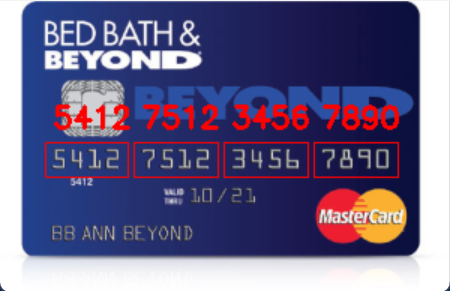 BED BATH &
BEYOND
BEYOND
5412 7512 3456 7890
5412 7512 3456 7890
5412
VALID THRU 10/21
BB ANN BEYOND
MasterCard